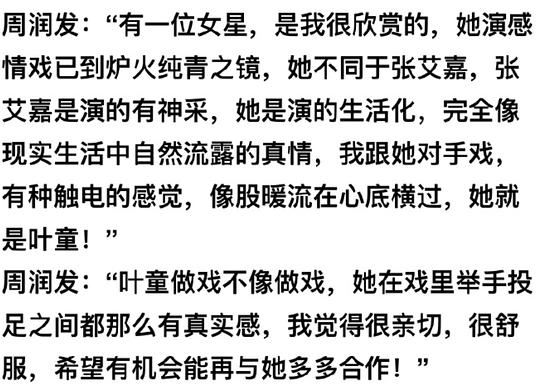 周润发：“有一位女星，是我很欣赏的，她演感
情戏已到炉火纯青之镜，她不同于张艾嘉，张
艾嘉是演的有神采，她是演的生活化，完全像
现实生活中自然流露的真情，我跟她对手戏，
有种触电的感觉，像股暖流在心底横过，她就
是叶童！”
周润发：“叶童做戏不像做戏，她在戏里举手投
足之间都那么有真实感，我觉得很亲切，很舒
服，希望有机会能再与她多多合作！”